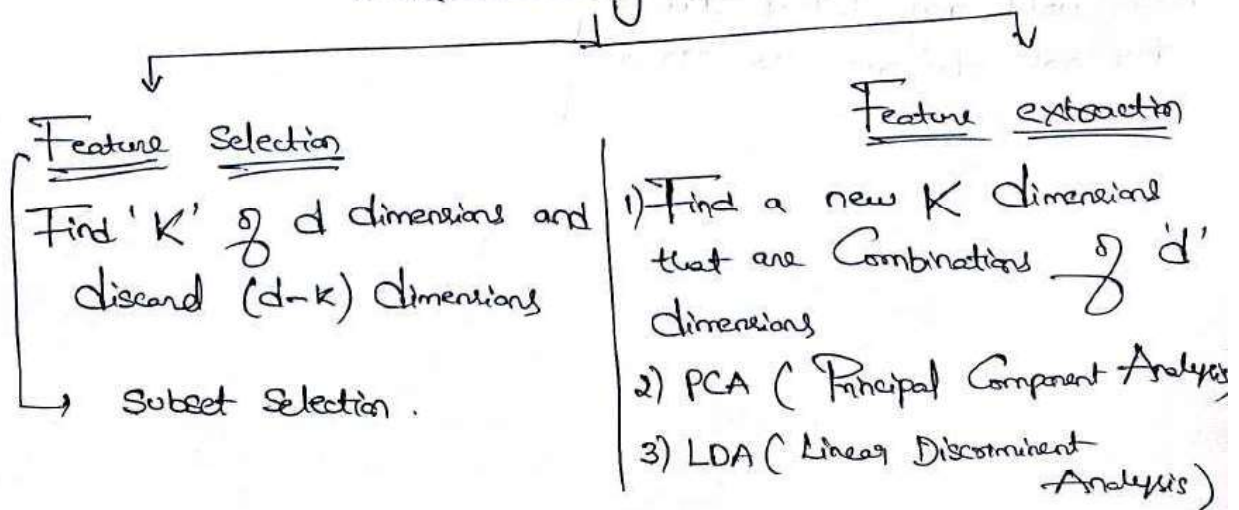 Feature Selection
Find 'K' of d dimensions and
discard (d-k) dimensions
→ Subset Selection.
Feature extraction
1) Find a new K dimensions
that are Combinations of 'd'
dimensions
2) PCA ( Principal Component Analysis
3) LDA ( Linear Discriminent
Analysis)